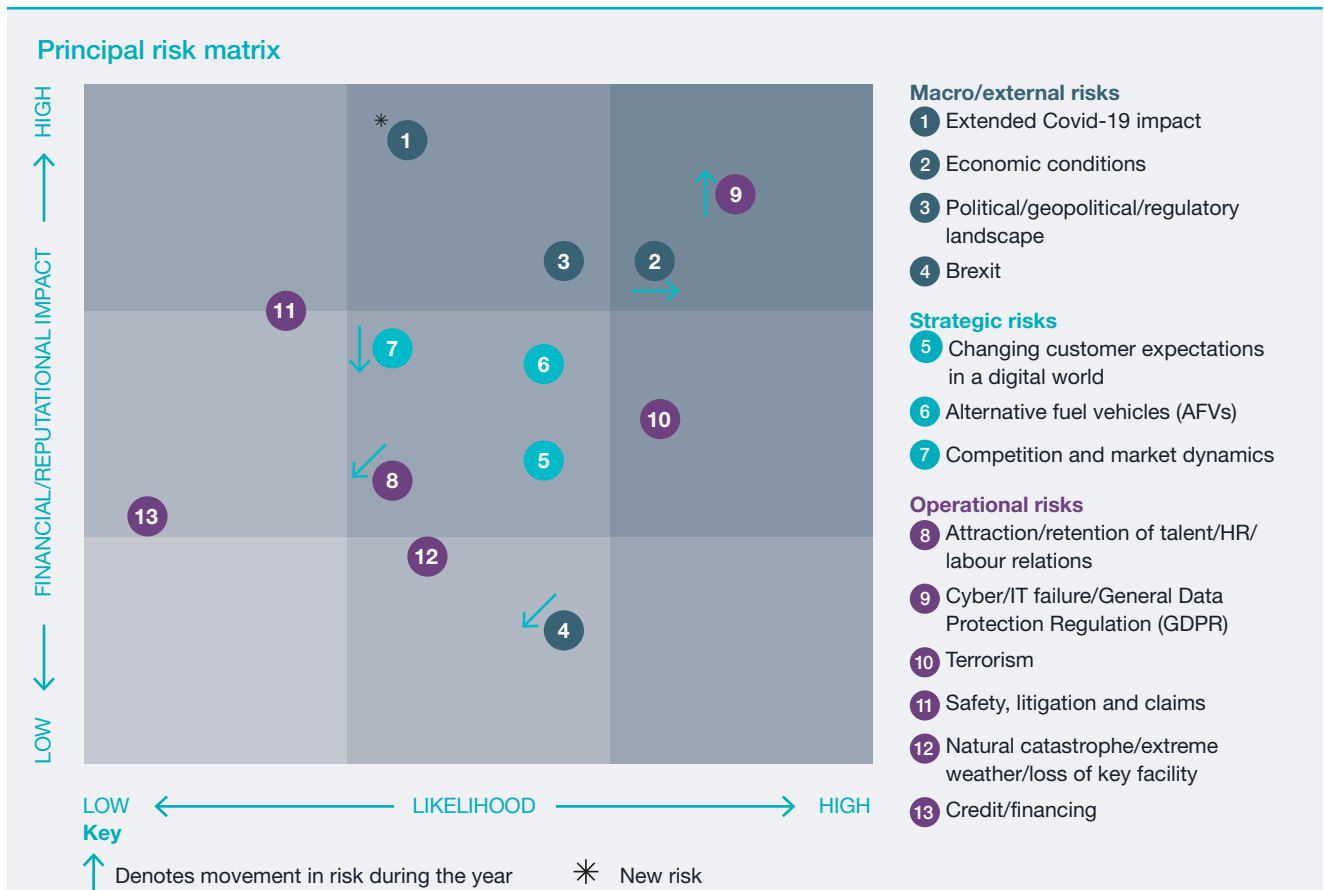 Principal risk matrix
HIGH
FINANCIAL/REPUTATIONAL IMPACT
LOW
1
9
3
2
11
7
6
10
5
8
13
12
4
LOW
LIKELIHOOD
HIGH
Key
Denotes movement in risk during the year
New risk
Macro/external risks
1 Extended Covid-19 impact
2 Economic conditions
3 Political/geopolitical/regulatory
landscape
4 Brexit
Strategic risks
5 Changing customer expectations
in a digital world
6 Alternative fuel vehicles (AFVs)
7 Competition and market dynamics
Operational risks
8 Attraction/retention of talent/HR/
labour relations
9 Cyber/IT failure/General Data
Protection Regulation (GDPR)
10 Terrorism
11 Safety, litigation and claims
12 Natural catastrophe/extreme
weather/loss of key facility
13 Credit/financing